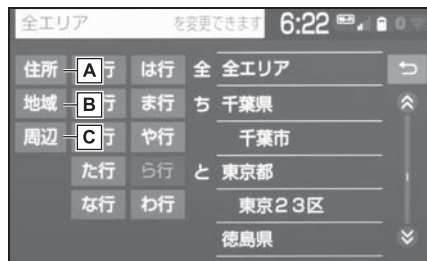 全エリア を変更できます 6:22
住所 A 行 は行 全 全エリア
地域 B 行 ま行 ち 千葉県
周辺 C 行 や行 千葉市
た行 ら行 と 東京都
な行 わ行 東京23区
徳島県